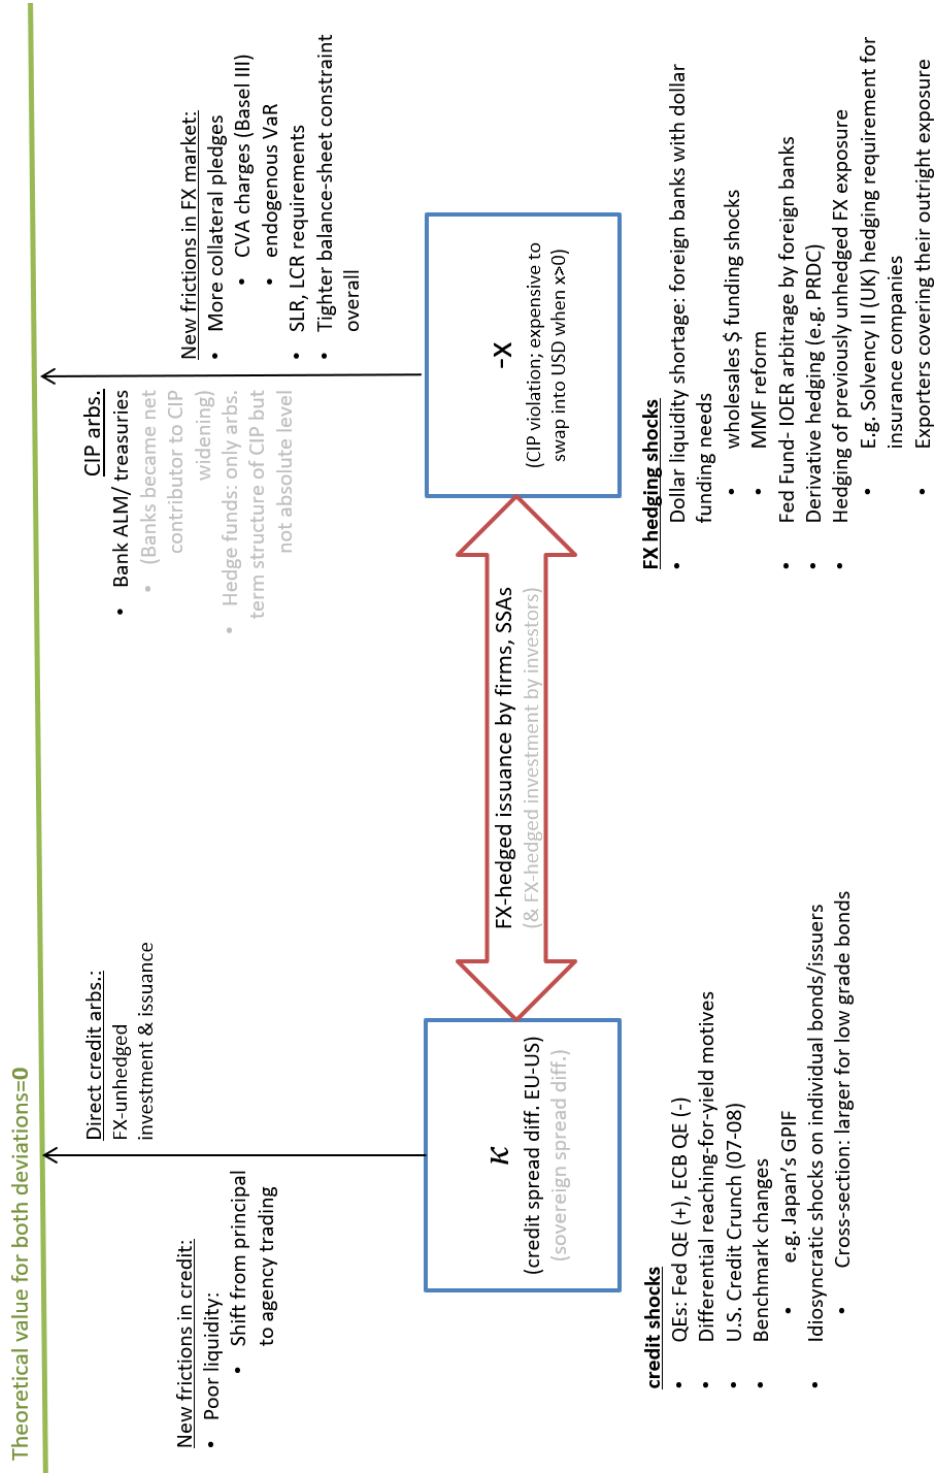 Theoretical value for both deviations=0
New frictions in credit:
• Poor liquidity:
• Shift from principal
to agency trading
Direct credit arbs.:
FX-unhedged
investment & issuance
CIP arbs.
• Bank ALM/ treasuries
• (Banks became net
contributor to CIP
widening)
• Hedge funds: only arbs.
term structure of CIP but
not absolute level
New frictions in FX market:
• More collateral pledges
• CVA charges (Basel III)
• endogenous VaR
• SLR, LCR requirements
• Tighter balance-sheet constraint
overall
κ
(credit spread diff. EU-US)
(sovereign spread diff.)
FX-hedged issuance by firms, SSAs
(& FX-hedged investment by investors)
-x
(CIP violation; expensive to
swap into USD when x>0)
credit shocks
• QEs: Fed QE (+), ECB QE (-)
• Differential reaching-for-yield motives
• U.S. Credit Crunch (07-08)
• Benchmark changes
• e.g. Japan's GPIF
• Idiosyncratic shocks on individual bonds/issuers
• Cross-section: larger for low grade bonds
FX hedging shocks
• Dollar liquidity shortage: foreign banks with dollar
funding needs
• wholesales $ funding shocks
• MMF reform
• Fed Fund- IOER arbitrage by foreign banks
• Derivative hedging (e.g. PRDC)
• Hedging of previously unhedged FX exposure
• E.g. Solvency II (UK) hedging requirement for
insurance companies
• Exporters covering their outright exposure